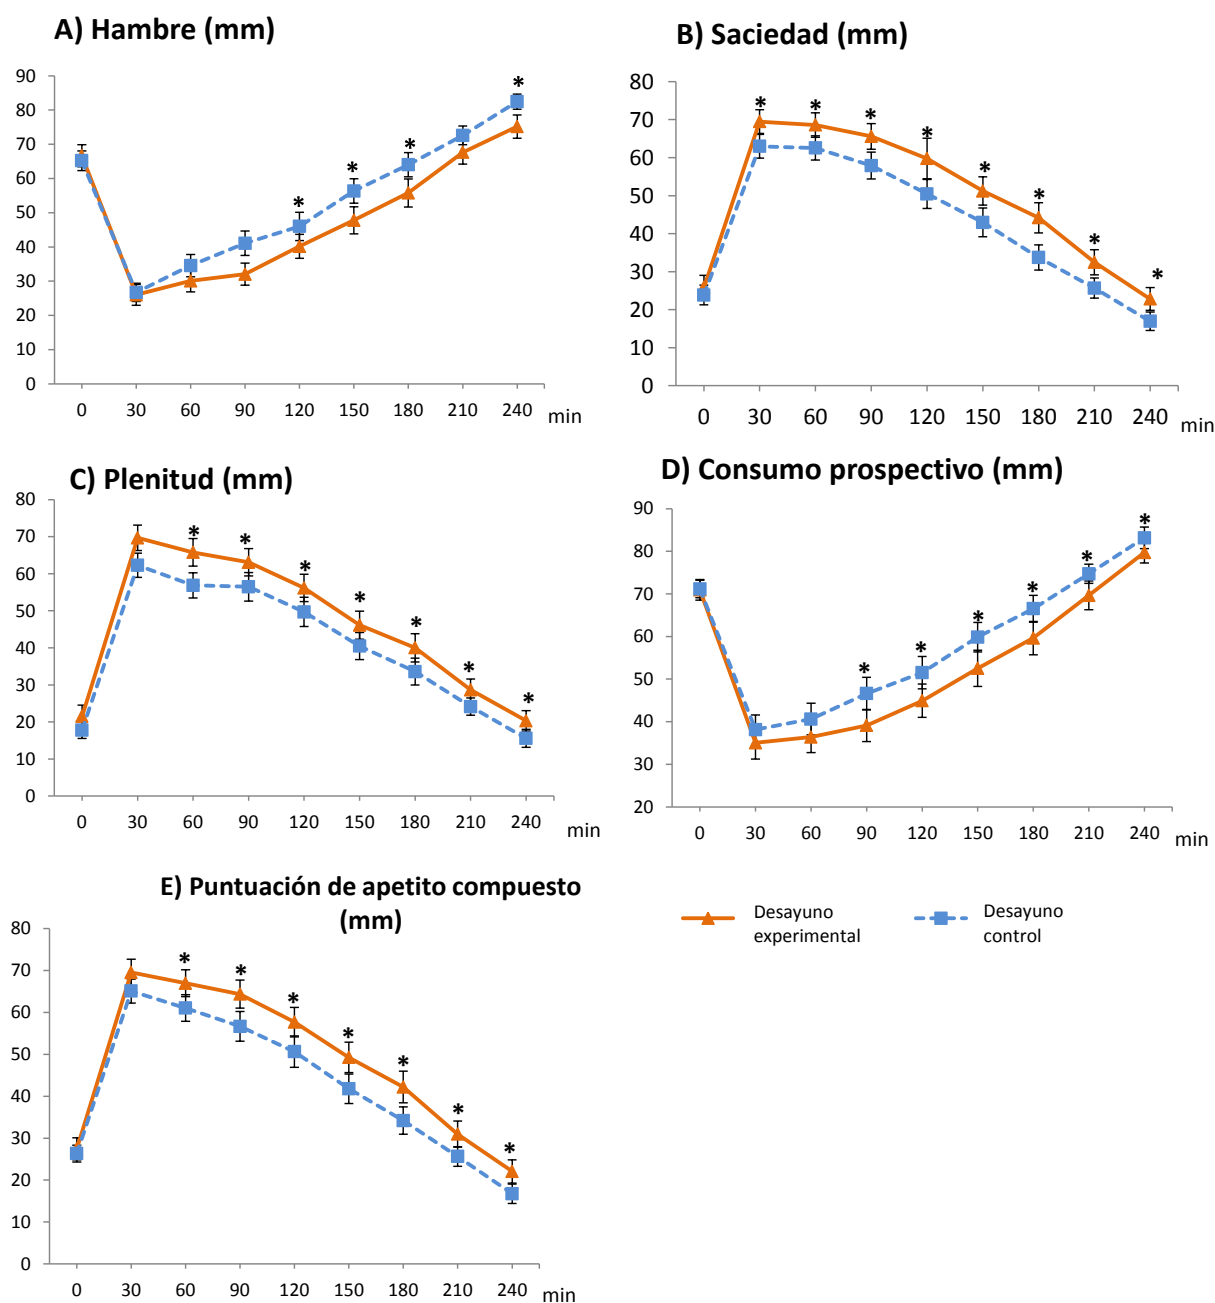 A) Hambre (mm)
90
80
70
60
50
40
30
20
10
0
* * * * *
0 30 60 90 120 150 180 210 240 min
B) Saciedad (mm)
80
70
60
50
40
30
20
10
0
* * * * * * * *
0 30 60 90 120 150 180 210 240 min
C) Plenitud (mm)
80
70
60
50
40
30
20
10
0
* * * * * * *
0 30 60 90 120 150 180 210 240 min
D) Consumo prospectivo (mm)
90
80
70
60
50
40
30
20
* * * * * *
0 30 60 90 120 150 180 210 240 min
E) Puntuación de apetito compuesto
(mm)
80
70
60
50
40
30
20
10
0
* * * * * * *
0 30 60 90 120 150 180 210 240 min
Desayuno
experimental
Desayuno
control